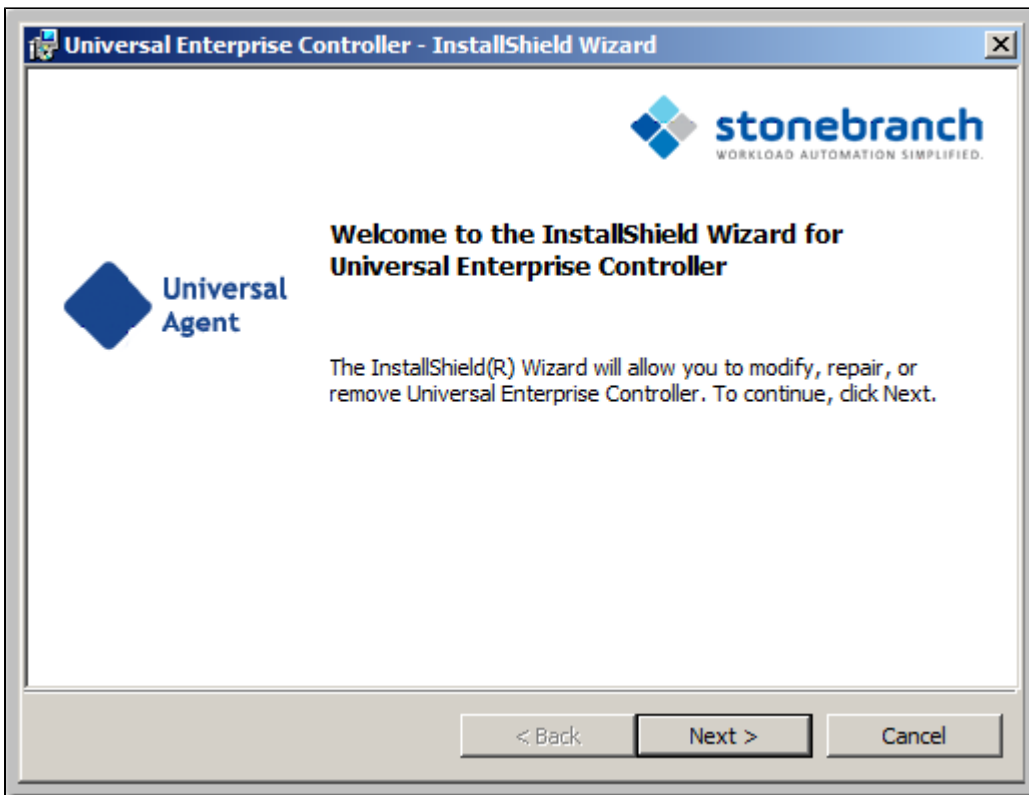 Universal Enterprise Controller - InstallShield Wizard
stonebranch
WORKLOAD AUTOMATION SIMPLIFIED.
Welcome to the InstallShield Wizard for
Universal Enterprise Controller
Universal
Agent
The InstallShield(R) Wizard will allow you to modify, repair, or
remove Universal Enterprise Controller. To continue, click Next.
< Back
Next >
Cancel